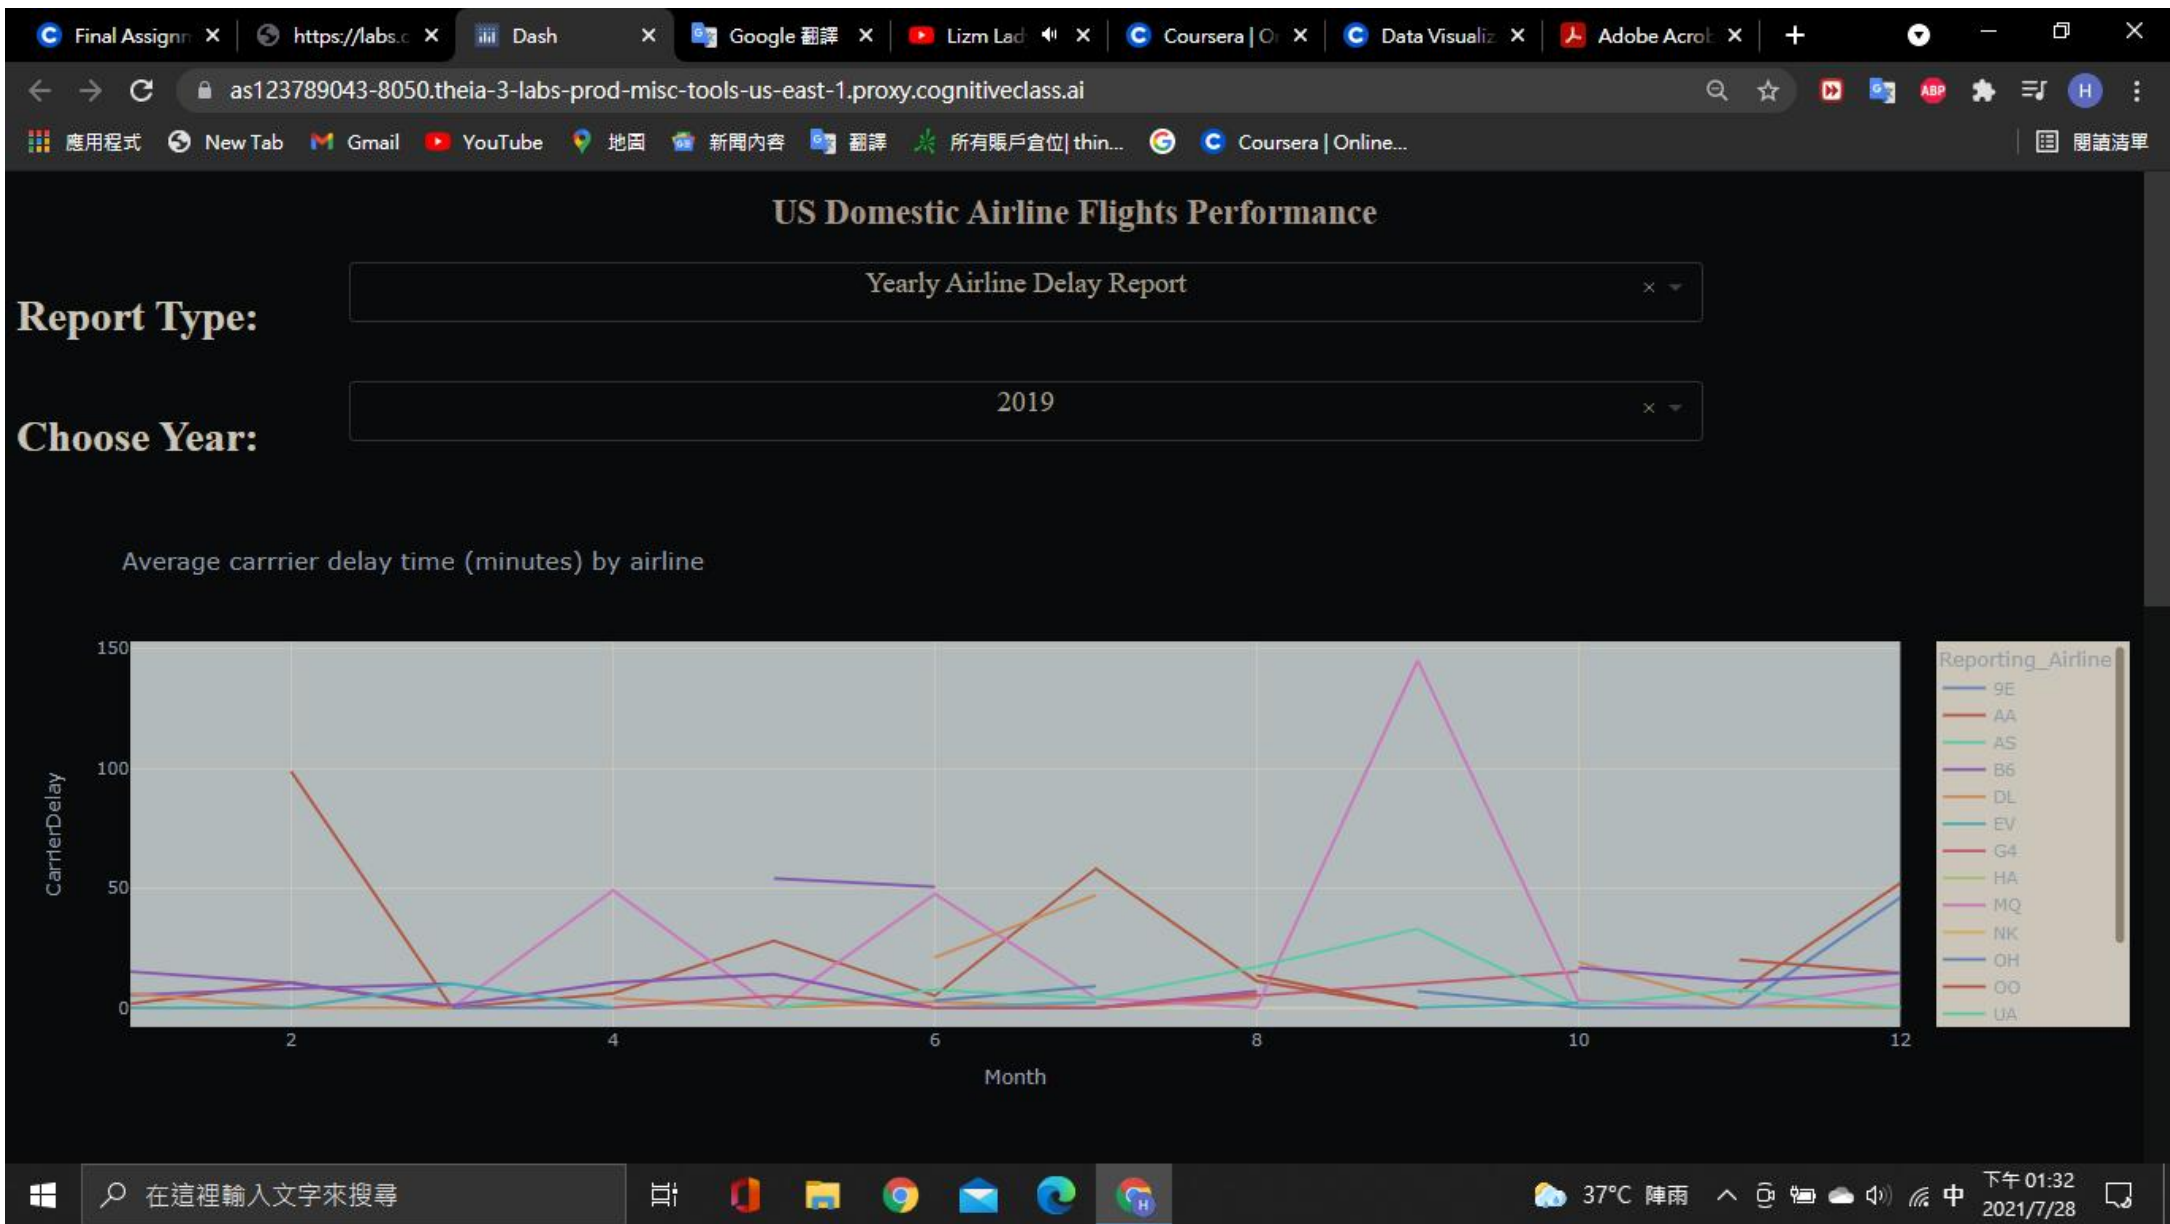 Final Assignm
https://labs.c
Dash
Google 翻譯
Lizm Lad
Coursera | O
Data Visualiz
Adobe Acrob
as123789043-8050.theia-3-labs-prod-misc-tools-us-east-1.proxy.cognitiveclass.ai
ABP
H
應用程式
New Tab
Gmail
YouTube
地圖
新聞內容
翻譯
所有賬戶倉位| thin...
Coursera | Online...
閱讀清單
US Domestic Airline Flights Performance
Report Type:
Yearly Airline Delay Report
Choose Year:
2019
Average carrrier delay time (minutes) by airline
150
100
50
0
CarrierDelay
2
4
6
8
10
12
Month
Reporting_Airline
9E
AA
AS
B6
DL
EV
G4
HA
MQ
NK
OH
OO
UA
在這裡輸入文字來搜尋
37°C 陣雨
中
下午 01:32
2021/7/28